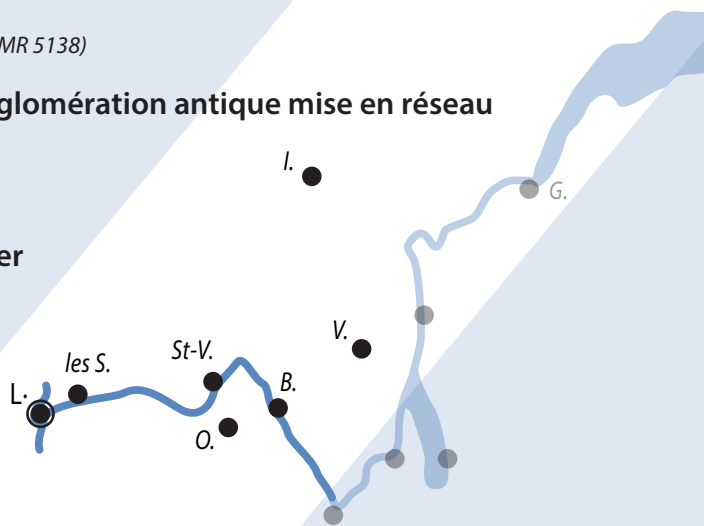 MR 5138)
glomération antique mise en réseau
I.
G.
er
V.
St-V.
les S.
B.
L.
O.